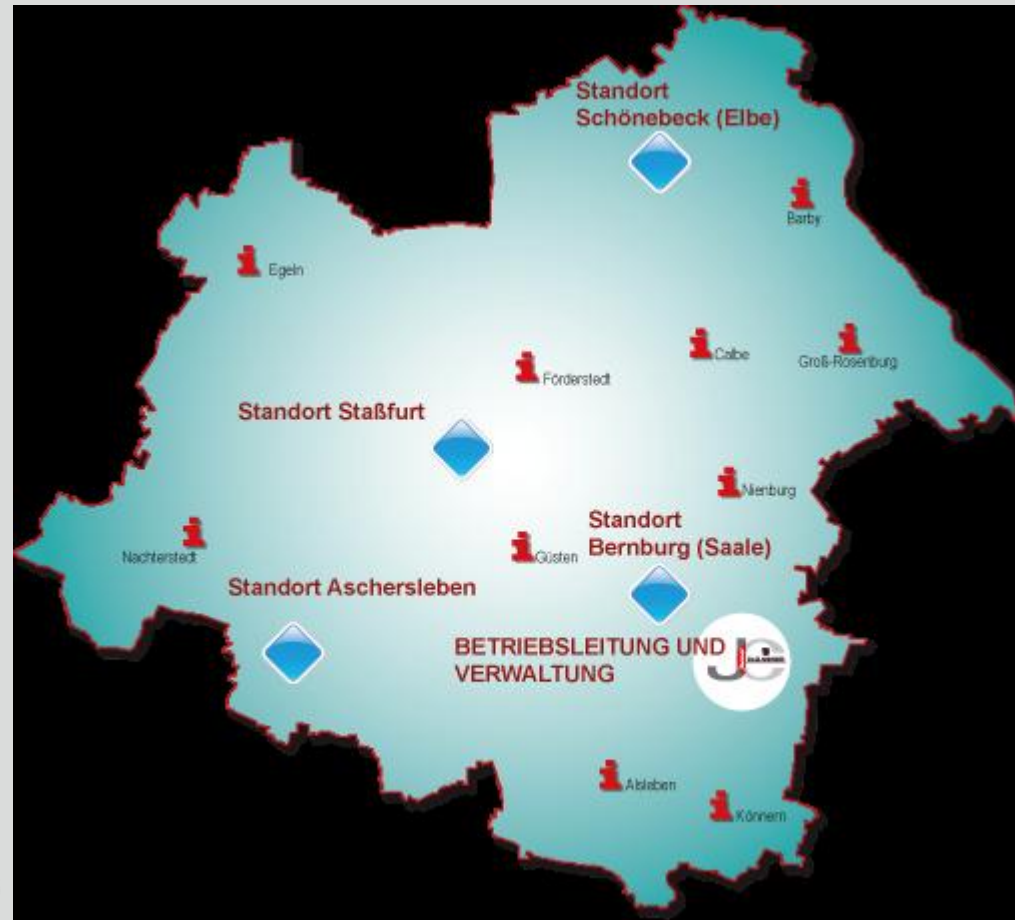 Standort
Schönebeck (Elbe)
Barby
Egeln
Calbe
Groß-Rosenburg
Förderstedt
Standort Staßfurt
Nienburg
Standort
Bernburg (Saale)
Nachterstedt
Güsten
Standort Aschersleben
BETRIEBSLEITUNG UND
VERWALTUNG
JC
Alsleben
Könnern